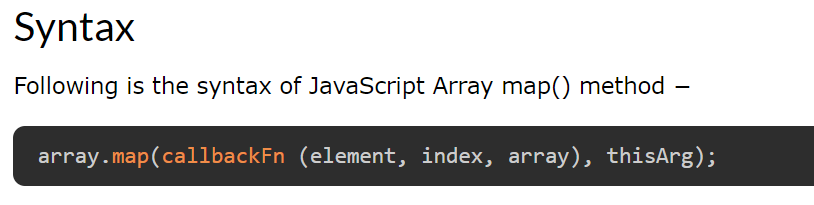 Syntax
Following is the syntax of JavaScript Array map() method −
array.map(callbackFn (element, index, array), thisArg);